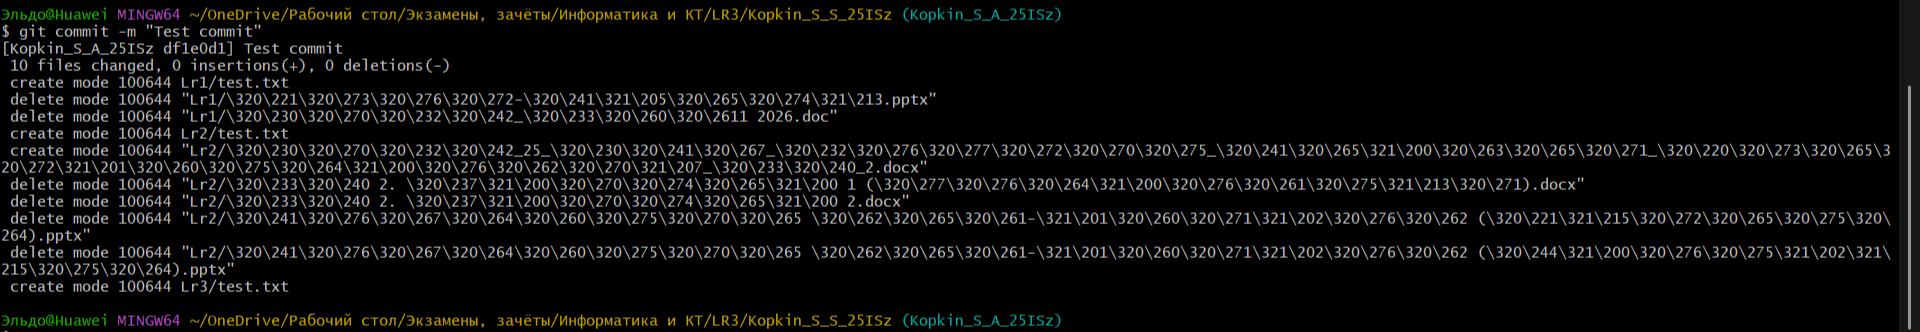 Эльдо@Huawei MINGW64 ~/OneDrive/Рабочий стол/Экзамены, зачёты/Информатика и КТ/LR3/Kopkin_S_S_25ISz (Kopkin_S_A_25ISz)
$ git commit -m "Test commit"
[Kopkin_S_A_25ISz df1e0d1] Test commit
 10 files changed, 0 insertions(+), 0 deletions(-)
 create mode 100644 Lr1/test.txt
 delete mode 100644 "Lr1/\320\221\320\273\320\276\320\272-\320\241\321\205\320\265\320\274\321\213.pptx"
 delete mode 100644 "Lr1/\320\230\320\270\320\232\320\242_\320\233\320\260\320\2611 2026.doc"
 create mode 100644 Lr2/test.txt
 create mode 100644 "Lr2/\320\230\320\270\320\232\320\242_25_\320\230\320\241\320\267_\320\232\320\276\320\277\320\272\320\270\320\275_\320\241\320\265\321\200\320\263\320\265\320\271_\320\220\320\273\320\265\3
20\272\321\201\320\260\320\275\320\264\321\200\320\276\320\262\320\270\321\207_\320\233\320\240_2.docx"
 delete mode 100644 "Lr2/\320\233\320\240 2. \320\237\321\200\320\270\320\274\320\265\321\200 1 (\320\277\320\276\320\264\321\200\320\276\320\261\320\275\321\213\320\271).docx"
 delete mode 100644 "Lr2/\320\233\320\240 2. \320\237\321\200\320\270\320\274\320\265\321\200 2.docx"
 delete mode 100644 "Lr2/\320\241\320\276\320\267\320\264\320\260\320\275\320\270\320\265 \320\262\320\265\320\261-\321\201\320\260\320\271\321\202\320\276\320\262 (\320\221\321\215\320\272\320\265\320\275\320\
264).pptx"
 delete mode 100644 "Lr2/\320\241\320\276\320\267\320\264\320\260\320\275\320\270\320\265 \320\262\320\265\320\261-\321\201\320\260\320\271\321\202\320\276\320\262 (\320\244\321\200\320\276\320\275\321\202\321\
215\320\275\320\264).pptx"
 create mode 100644 Lr3/test.txt
Эльдо@Huawei MINGW64 ~/OneDrive/Рабочий стол/Экзамены, зачёты/Информатика и КТ/LR3/Kopkin_S_S_25ISz (Kopkin_S_A_25ISz)